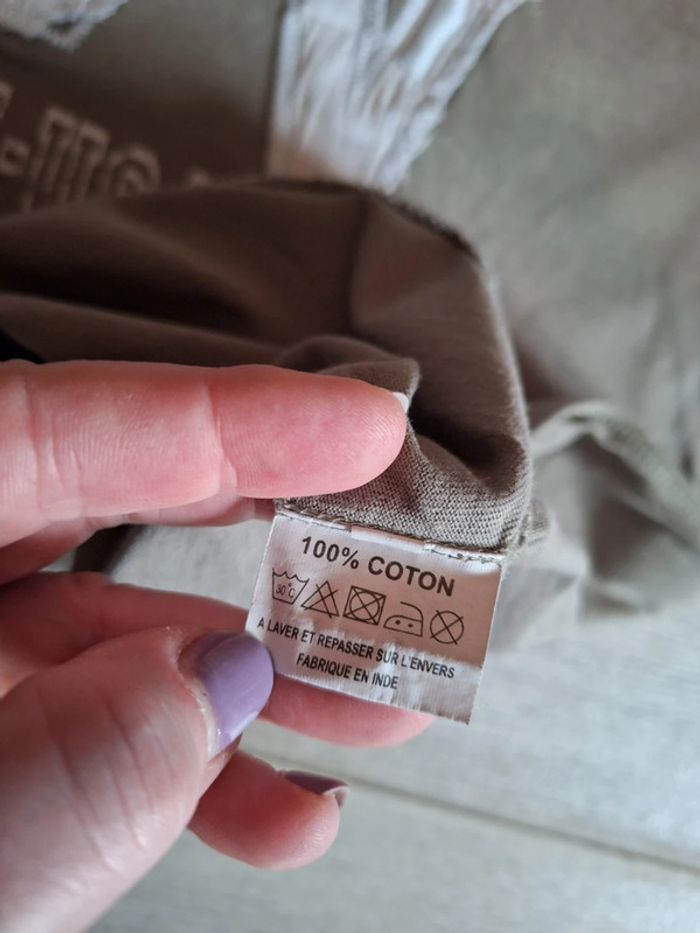 100% COTON
30°C
A LAVER ET REPASSER SUR L'ENVERS
FABRIQUE EN INDE